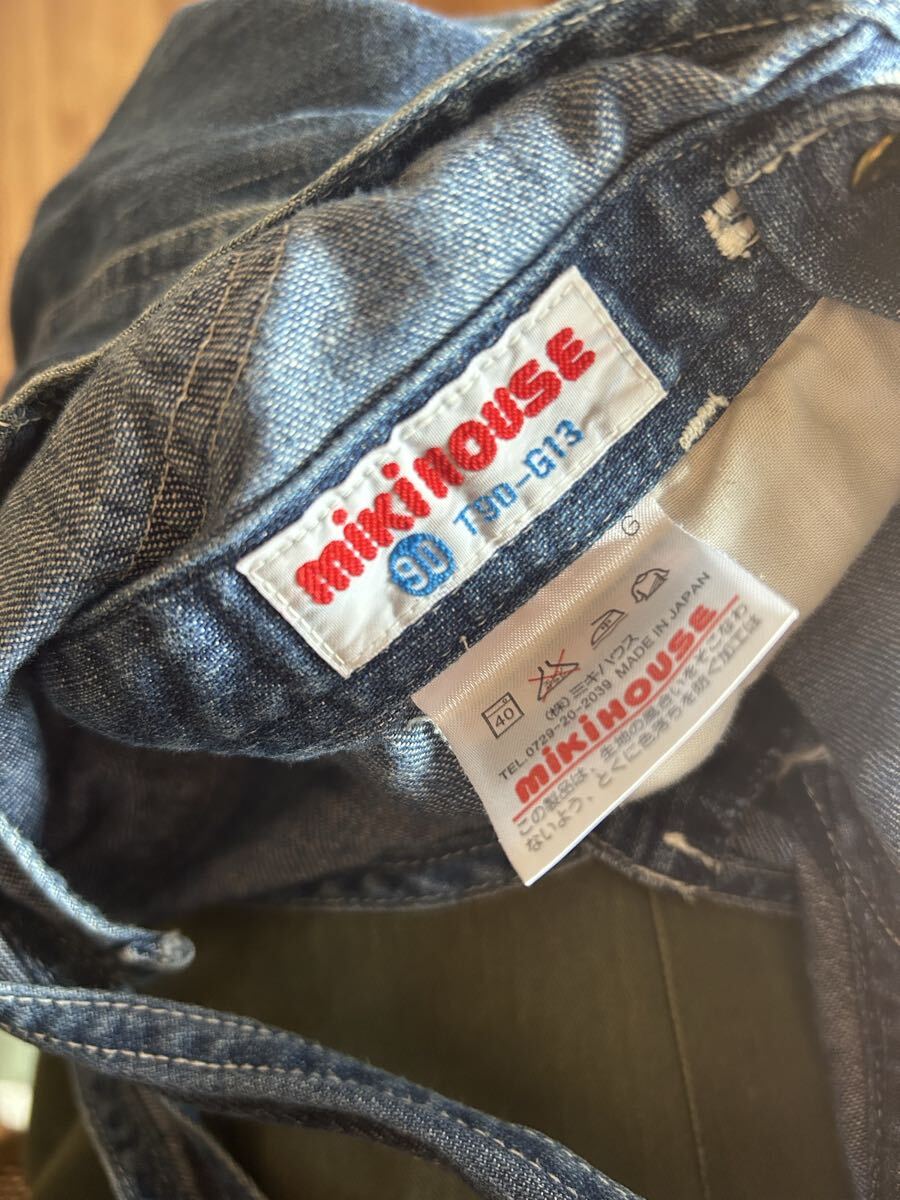 mikiHOUSE
90 T90-G13
G
40
(株)ミキハウス
TEL.0729-20-2039 MADE IN JAPAN
mikiHOUSE
この製品は、生地の風合いをそこなわ
ないよう、とくに色落ちを防ぐ加工は